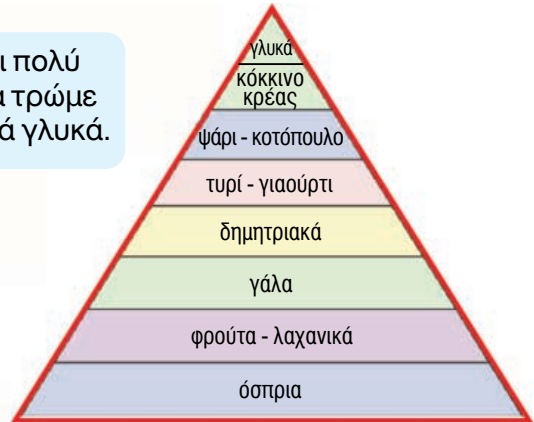 ι πολύ
α τρώμε
ά γλυκά.
γλυκά
κόκκινο
κρέας
ψάρι - κοτόπουλο
τυρί - γιαούρτι
δημητριακά
γάλα
φρούτα - λαχανικά
όσπρια